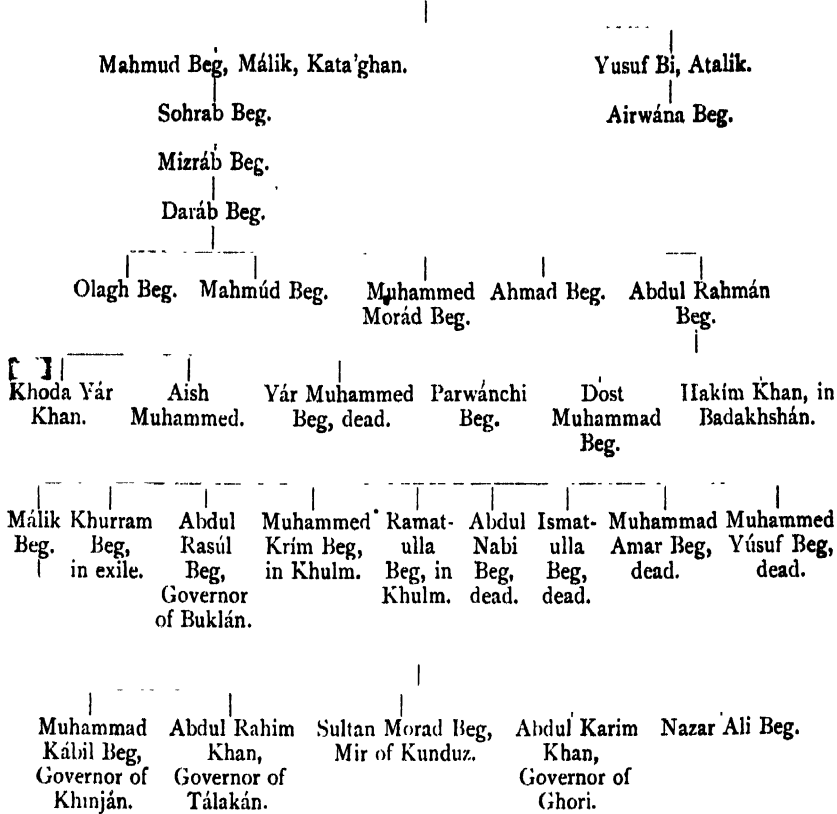 Mahmud Beg, Málik, Kata'ghan. Yusuf Bi, Atalik.
Sohrab Beg. Airwána Beg.
Mizráb Beg.
Daráb Beg.
Olagh Beg. Mahmúd Beg. Muhammed Ahmad Beg. Abdul Rahmán
Morád Beg. Beg.
Khoda Yár Aish Yár Muhammed Parwánchi Dost Hakím Khan, in
Khan. Muhammed. Beg, dead. Beg. Muhammad Badakhshán.
Beg.
Málik Khurram Abdul Muhammed Ramat- Abdul Ismat- Muhammad Muhammed
Beg. Beg, Rasúl Krím Beg, ulla Nabi ulla Amar Beg, Yúsuf Beg,
in exile. Beg, in Khulm. Beg, in Beg, Beg, dead. dead.
Governor Khulm. dead. dead.
of Buklán.
Muhammad Abdul Rahim Sultan Morad Beg, Abdul Karim Nazar Ali Beg.
Kábil Beg, Khan, Mir of Kunduz. Khan,
Governor of Governor of Governor of
Khinján. Tálakán. Ghori.